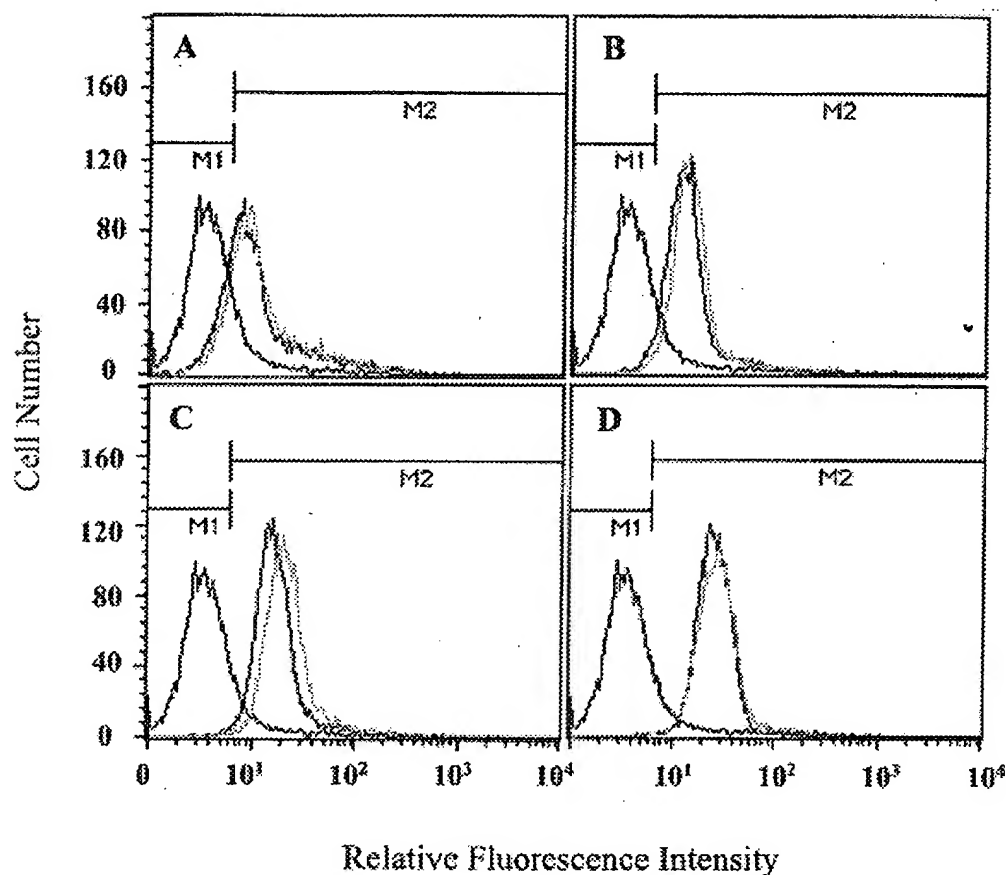 A
B
160
M2
M2
120
M1
M1
80
40
0
C
D
160
M2
M2
120
M1
M1
80
40
0
0 10¹ 10² 10³ 10⁴
10¹ 10² 10³ 10⁴
Cell Number
Relative Fluorescence Intensity